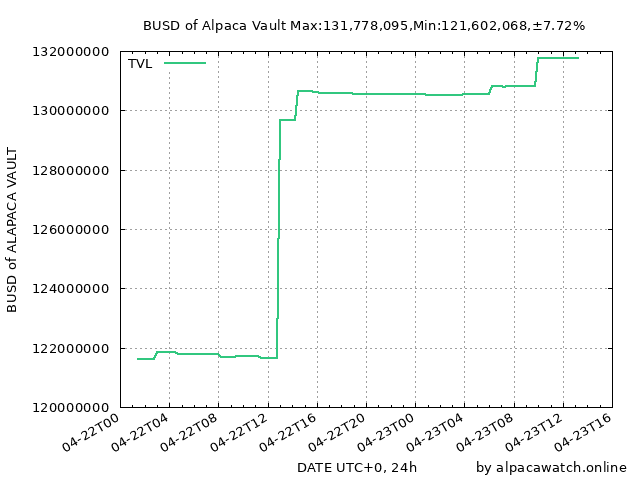 BUSD of Alpaca Vault Max:131,778,095,Min:121,602,068,±7.72%
132000000
TVL
130000000
128000000
126000000
124000000
122000000
120000000
BUSD of ALAPACA VAULT
04-22T00
04-22T04
04-22T08
04-22T12
04-22T16
04-22T20
04-23T00
04-23T04
04-23T08
04-23T12
04-23T16
DATE UTC+0, 24h
by alpacawatch.online